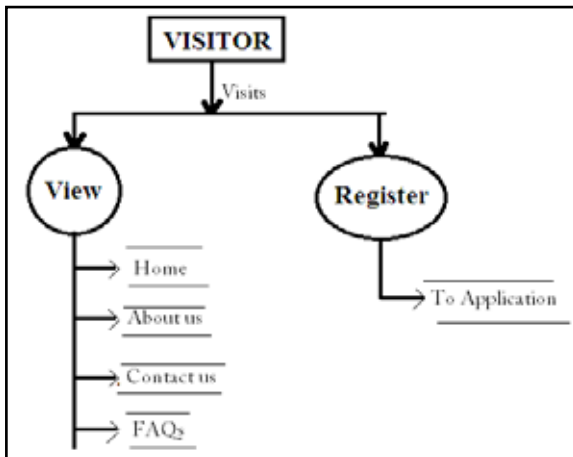 VISITOR
Visits
View
Register
Home
To Application
About us
Contact us
FAQs